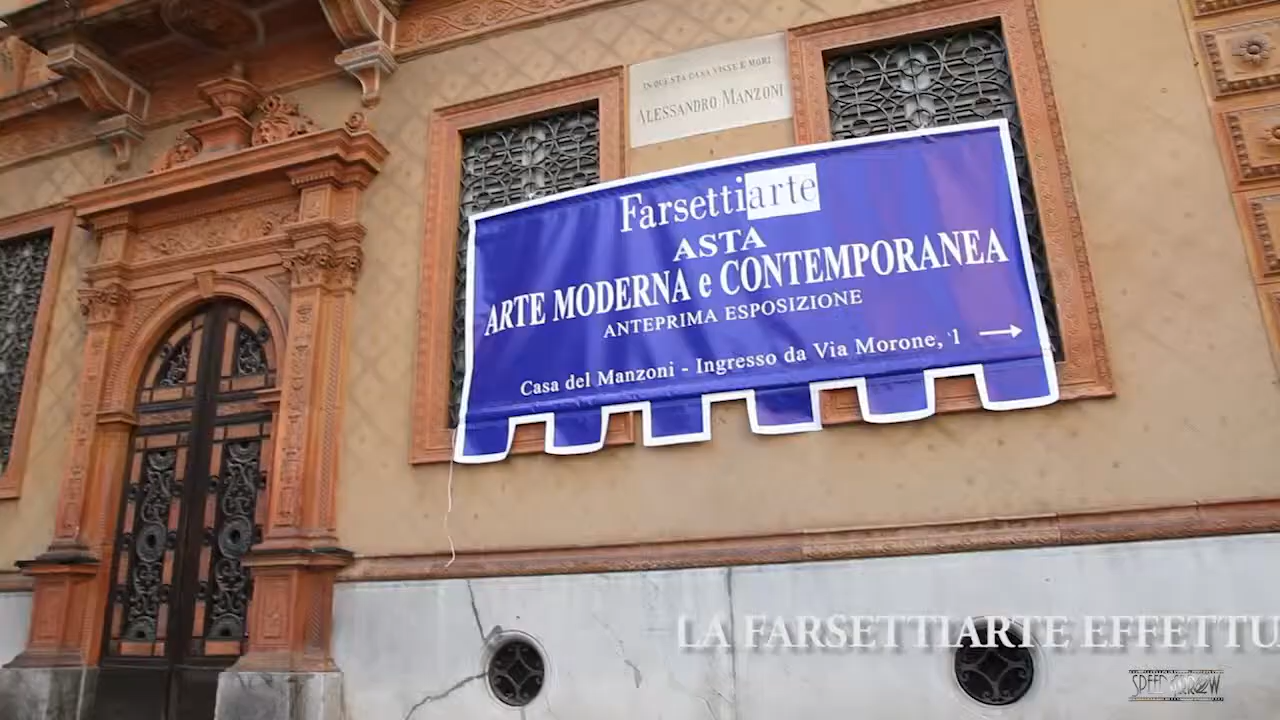 IN QUESTA CASA VISSE E MORÌ
ALESSANDRO MANZONI
Farsettiarte
ASTA
ARTE MODERNA e CONTEMPORANEA
ANTEPRIMA ESPOSIZIONE
Casa del Manzoni - Ingresso da Via Morone, 1
LA FARSETTIARTE EFFETTU